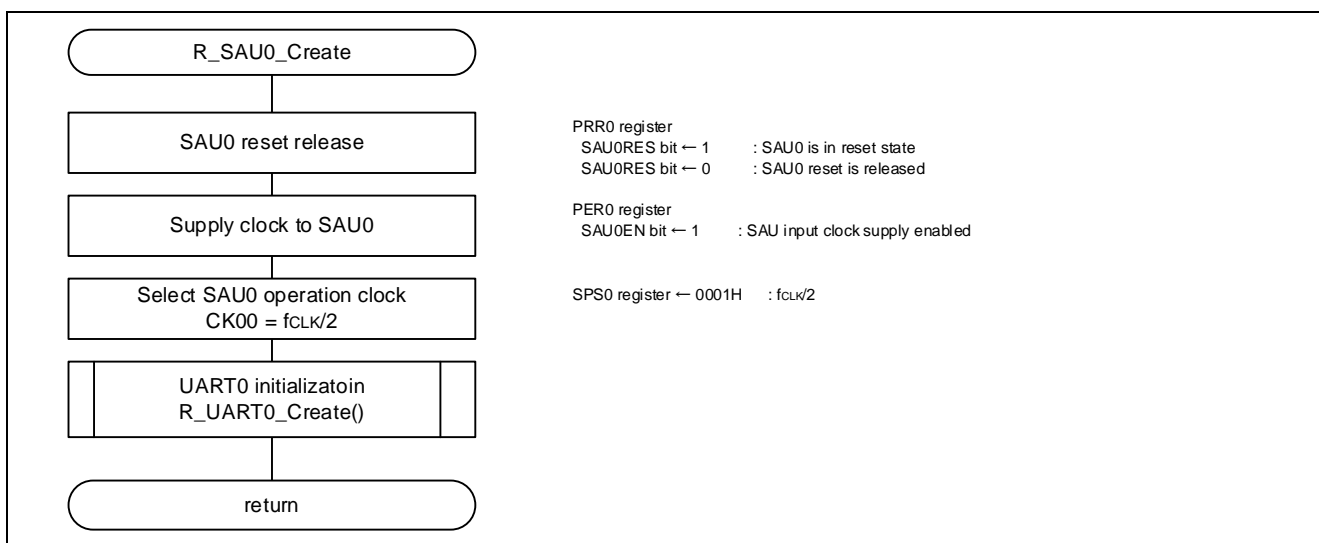 R_SAU0_Create
SAU0 reset release
PRR0 register
SAU0RES bit ← 1 : SAU0 is in reset state
SAU0RES bit ← 0 : SAU0 reset is released
Supply clock to SAU0
PER0 register
SAU0EN bit ← 1 : SAU input clock supply enabled
Select SAU0 operation clock
CK00 = fCLK/2
SPS0 register ← 0001H : fCLK/2
UART0 initializatoin
R_UART0_Create()
return